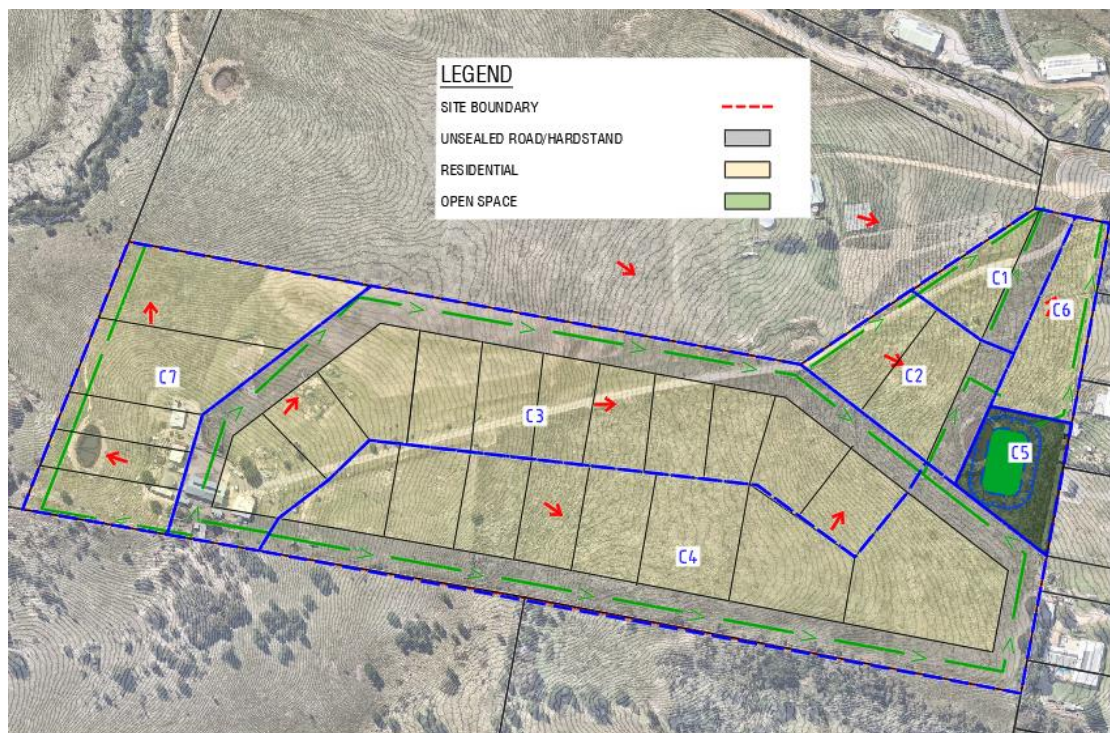 LEGEND
SITE BOUNDARY
UNSEALED ROAD/HARDSTAND
RESIDENTIAL
OPEN SPACE
C1
C6
C2
C7
C3
C5
C4